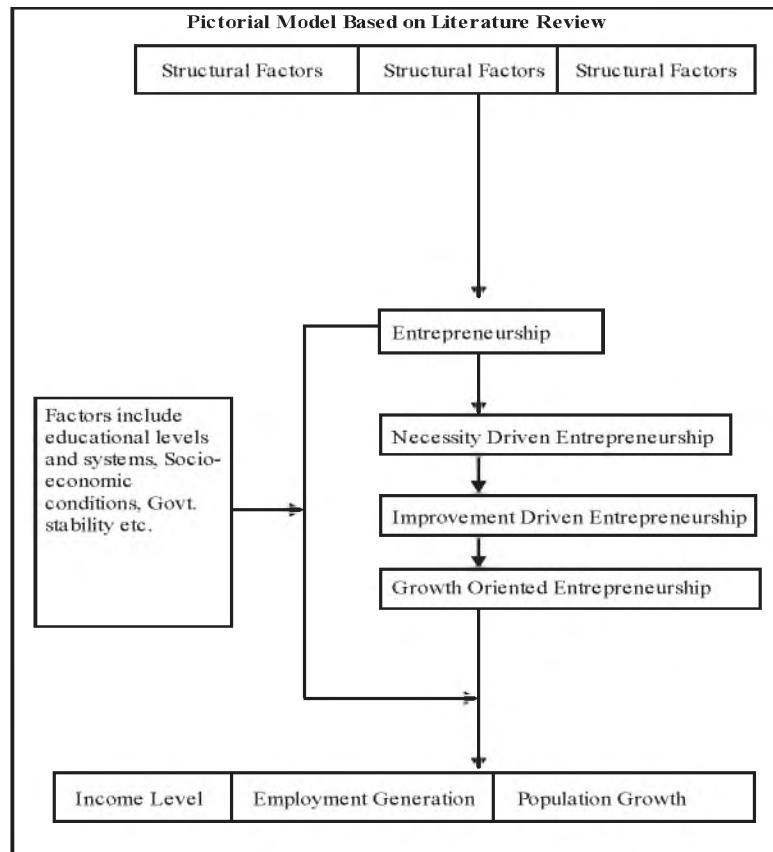 Pictorial Model Based on Literature Review
Structural Factors
Structural Factors
Structural Factors
Entrepreneurship
Factors include
educational levels
and systems, Socio-
economic
conditions, Govt.
stability etc.
Necessity Driven Entrepreneurship
Improvement Driven Entrepreneurship
Growth Oriented Entrepreneurship
Income Level
Employment Generation
Population Growth